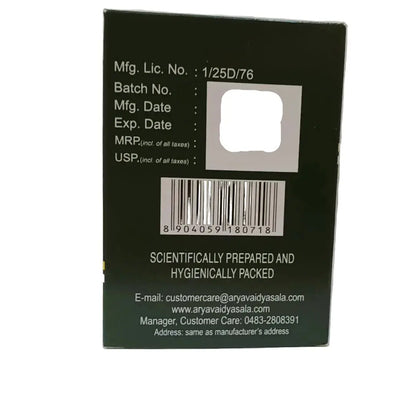 Mfg. Lic. No. : 1/25D/76
Batch No. :
Mfg. Date :
Exp. Date :
MRP.(incl. of all taxes) :
USP.(incl. of all taxes) :
8 904059 180718
SCIENTIFICALLY PREPARED AND
HYGIENICALLY PACKED
E-mail: customercare@aryavaidyasala.com
www.aryavaidyasala.com
Manager, Customer Care: 0483-2808391
Address: same as manufacturer's address